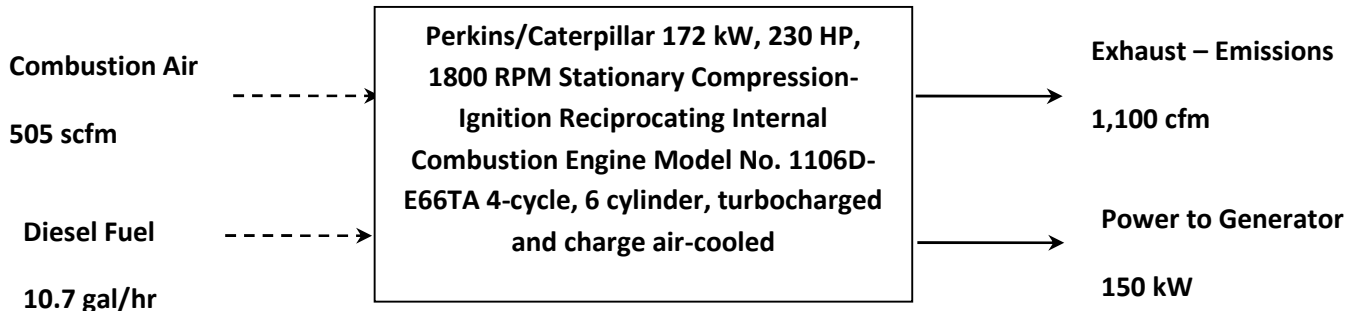 Combustion Air
505 scfm
Diesel Fuel
10.7 gal/hr
Perkins/Caterpillar 172 kW, 230 HP,
1800 RPM Stationary Compression-
Ignition Reciprocating Internal
Combustion Engine Model No. 1106D-
E66TA 4-cycle, 6 cylinder, turbocharged
and charge air-cooled
Exhaust – Emissions
1,100 cfm
Power to Generator
150 kW